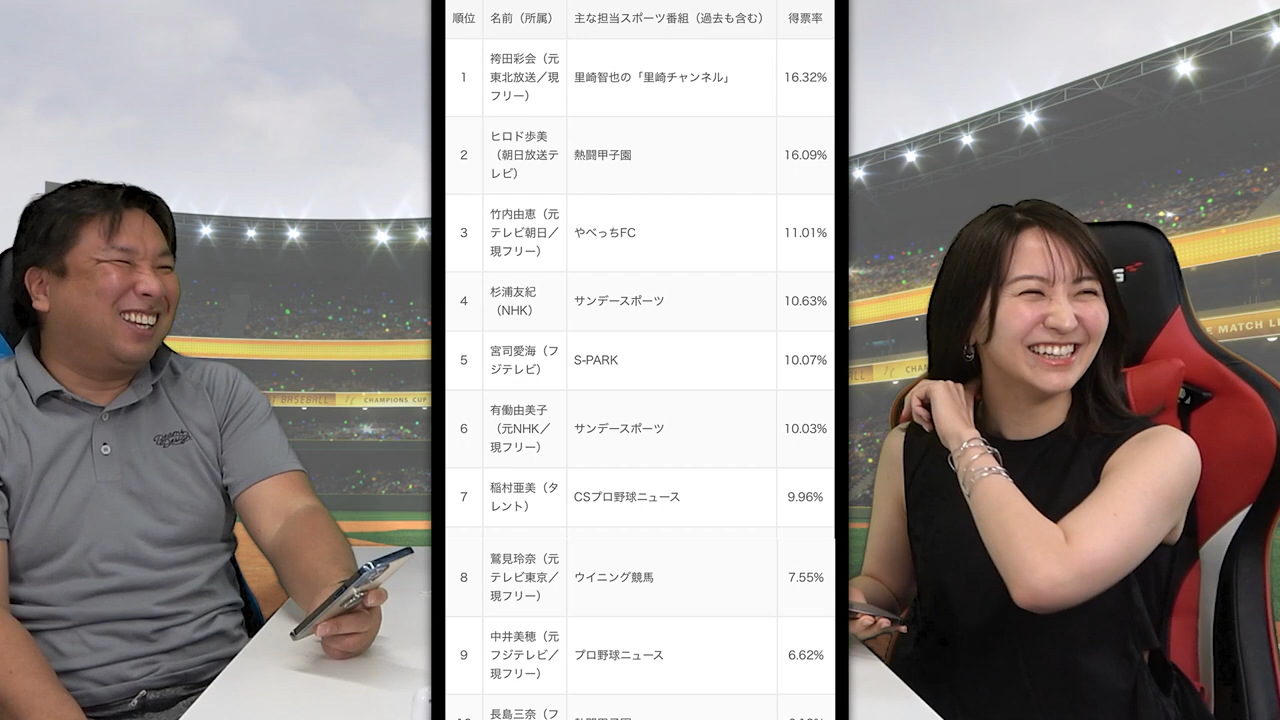 順位 名前（所属） 主な担当スポーツ番組（過去も含む） 得票率
1 袴田彩会（元東北放送／現フリー） 里崎智也の「里崎チャンネル」 16.32%
2 ヒロド歩美（朝日放送テレビ） 熱闘甲子園 16.09%
3 竹内由恵（元テレビ朝日／現フリー） やべっちFC 11.01%
4 杉浦友紀（NHK） サンデースポーツ 10.63%
5 宮司愛海（フジテレビ） S-PARK 10.07%
6 有働由美子（元NHK／現フリー） サンデースポーツ 10.03%
7 稲村亜美（タレント） CSプロ野球ニュース 9.96%
8 鷲見玲奈（元テレビ東京／現フリー） ウイニング競馬 7.55%
9 中井美穂（元フジテレビ／現フリー） プロ野球ニュース 6.62%
長島三奈（フ
BASEBALL
CHAMPIONS CUP
E MATCH